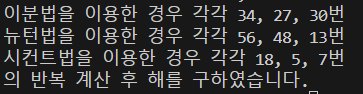 이분법을 이용한 경우 각각 34, 27, 30번
뉴턴법을 이용한 경우 각각 56, 48, 13번
시컨트법을 이용한 경우 각각 18, 5, 7번
의 반복 계산 후 해를 구하였습니다.